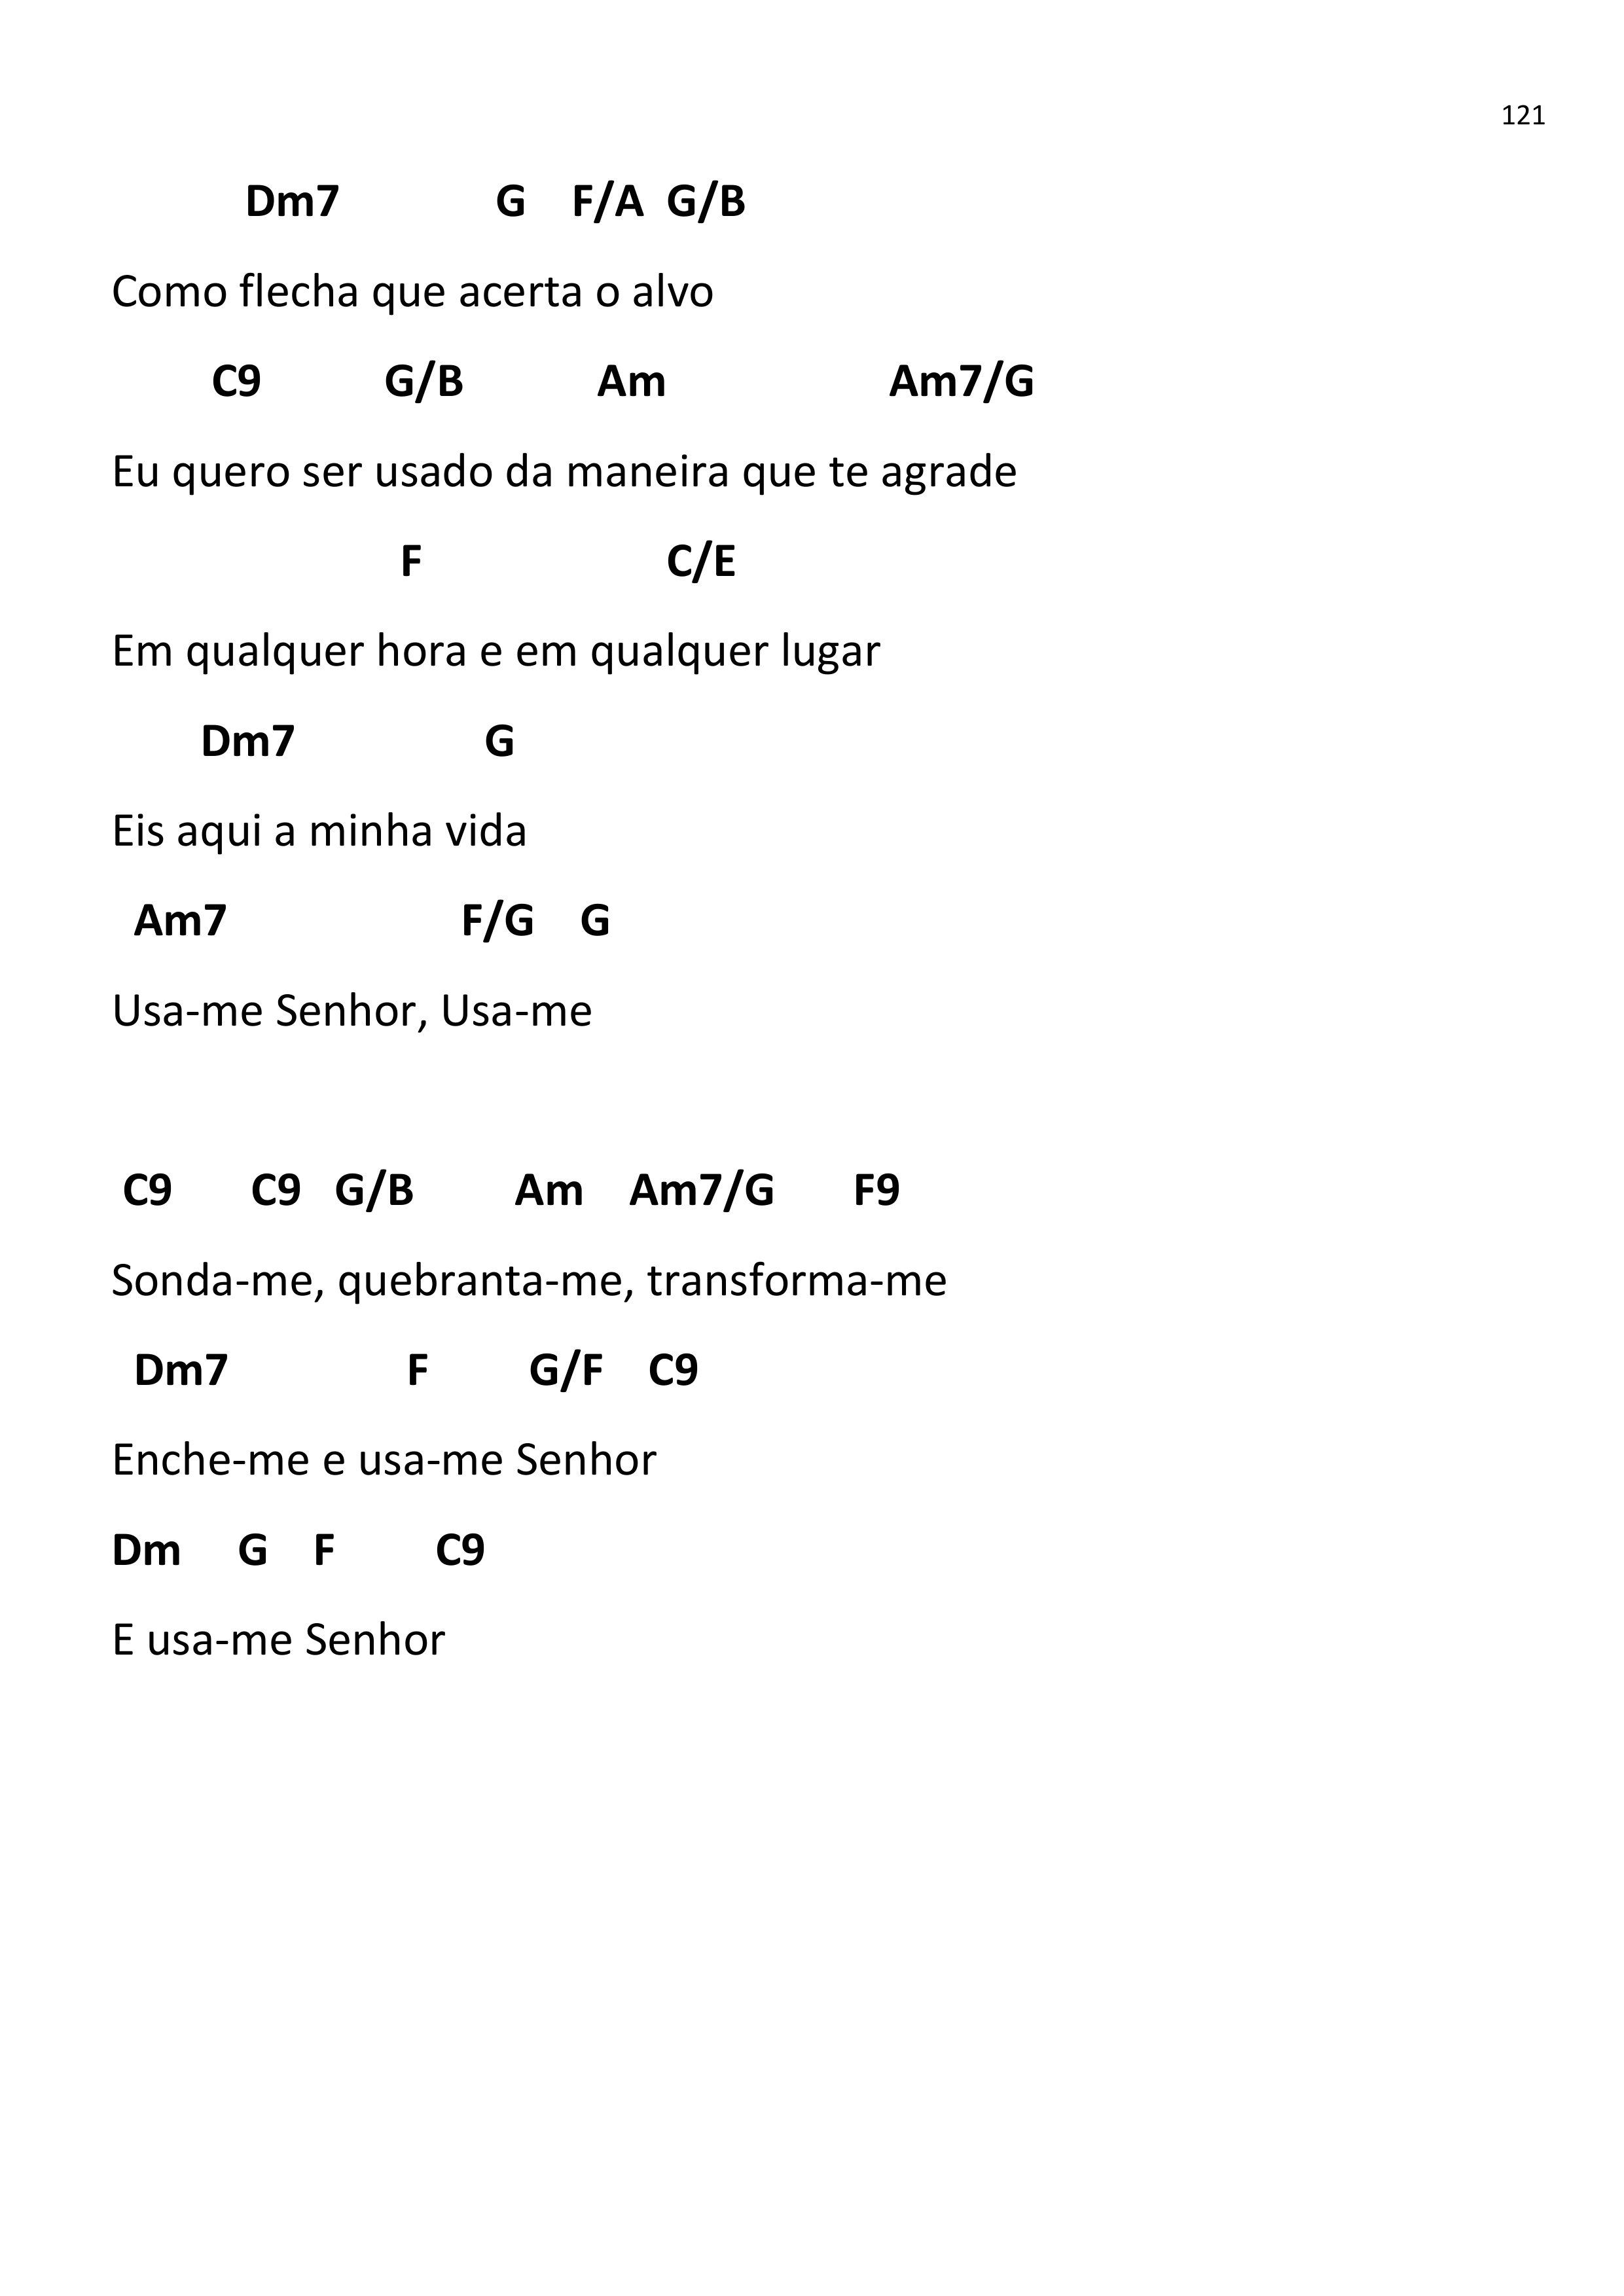 121
Dm7 G F/A G/B
Como flecha que acerta o alvo
C9 G/B Am Am7/G
Eu quero ser usado da maneira que te agrade
F C/E
Em qualquer hora e em qualquer lugar
Dm7 G
Eis aqui a minha vida
Am7 F/G G
Usa-me Senhor, Usa-me
C9 C9 G/B Am Am7/G F9
Sonda-me, quebranta-me, transforma-me
Dm7 F G/F C9
Enche-me e usa-me Senhor
Dm G F C9
E usa-me Senhor